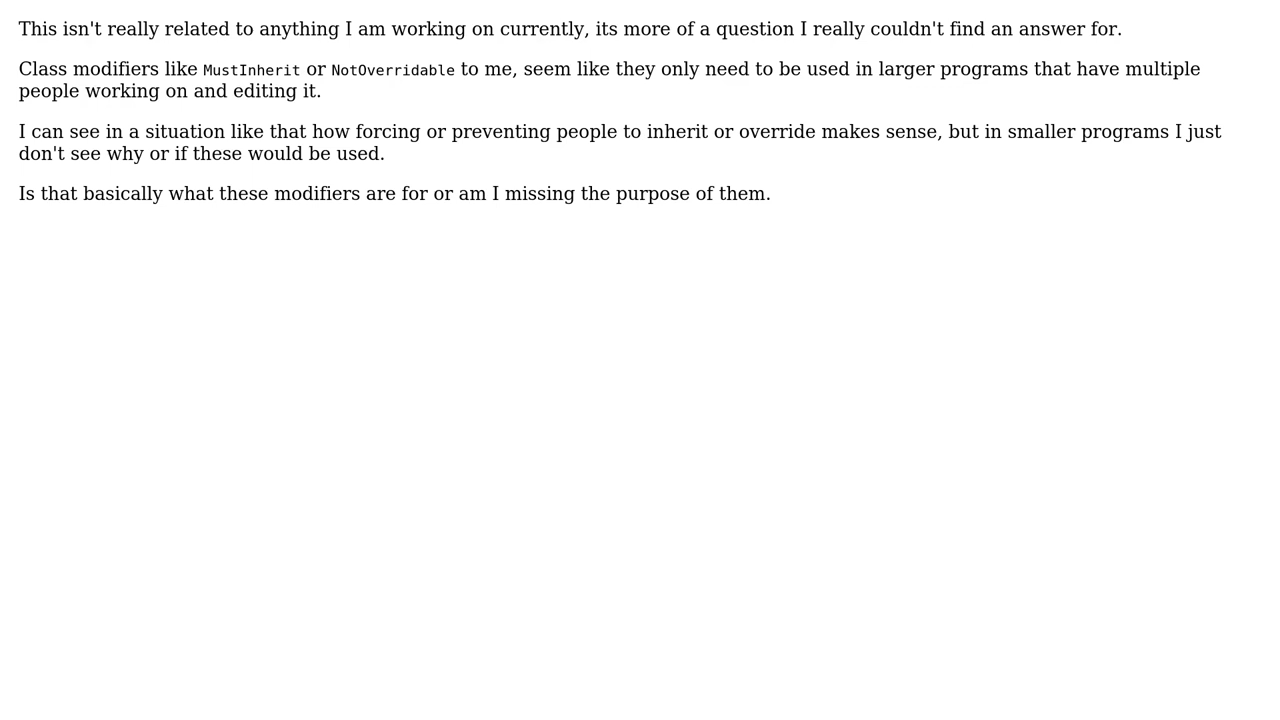 This isn't really related to anything I am working on currently, its more of a question I really couldn't find an answer for.
Class modifiers like MustInherit or NotOverridable to me, seem like they only need to be used in larger programs that have multiple
people working on and editing it.
I can see in a situation like that how forcing or preventing people to inherit or override makes sense, but in smaller programs I just
don't see why or if these would be used.
Is that basically what these modifiers are for or am I missing the purpose of them.